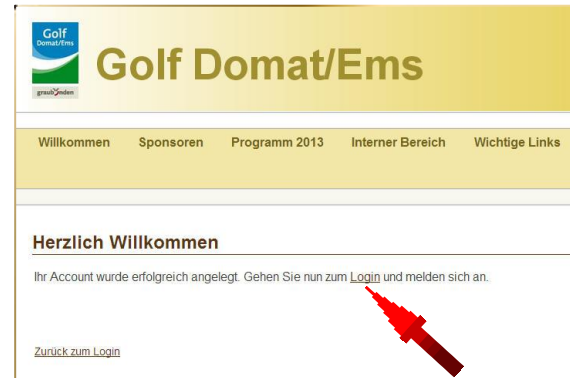 Golf
Domat/Ems
graubünden
Golf Domat/Ems
Willkommen Sponsoren Programm 2013 Interner Bereich Wichtige Links
Herzlich Willkommen
Ihr Account wurde erfolgreich angelegt. Gehen Sie nun zum Login und melden sich an.
Zurück zum Login